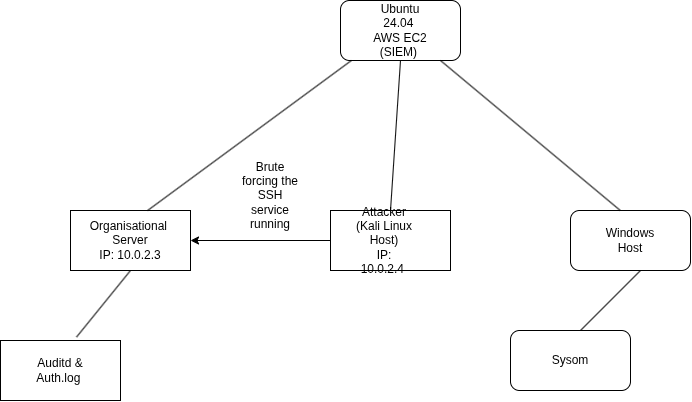 Ubuntu
24.04
AWS EC2
(SIEM)
Brute
forcing the
SSH
service
running
Organisational
Server
IP: 10.0.2.3
Attacker
(Kali Linux
Host)
IP:
10.0.2.4
Windows
Host
Auditd &
Auth.log
Sysom